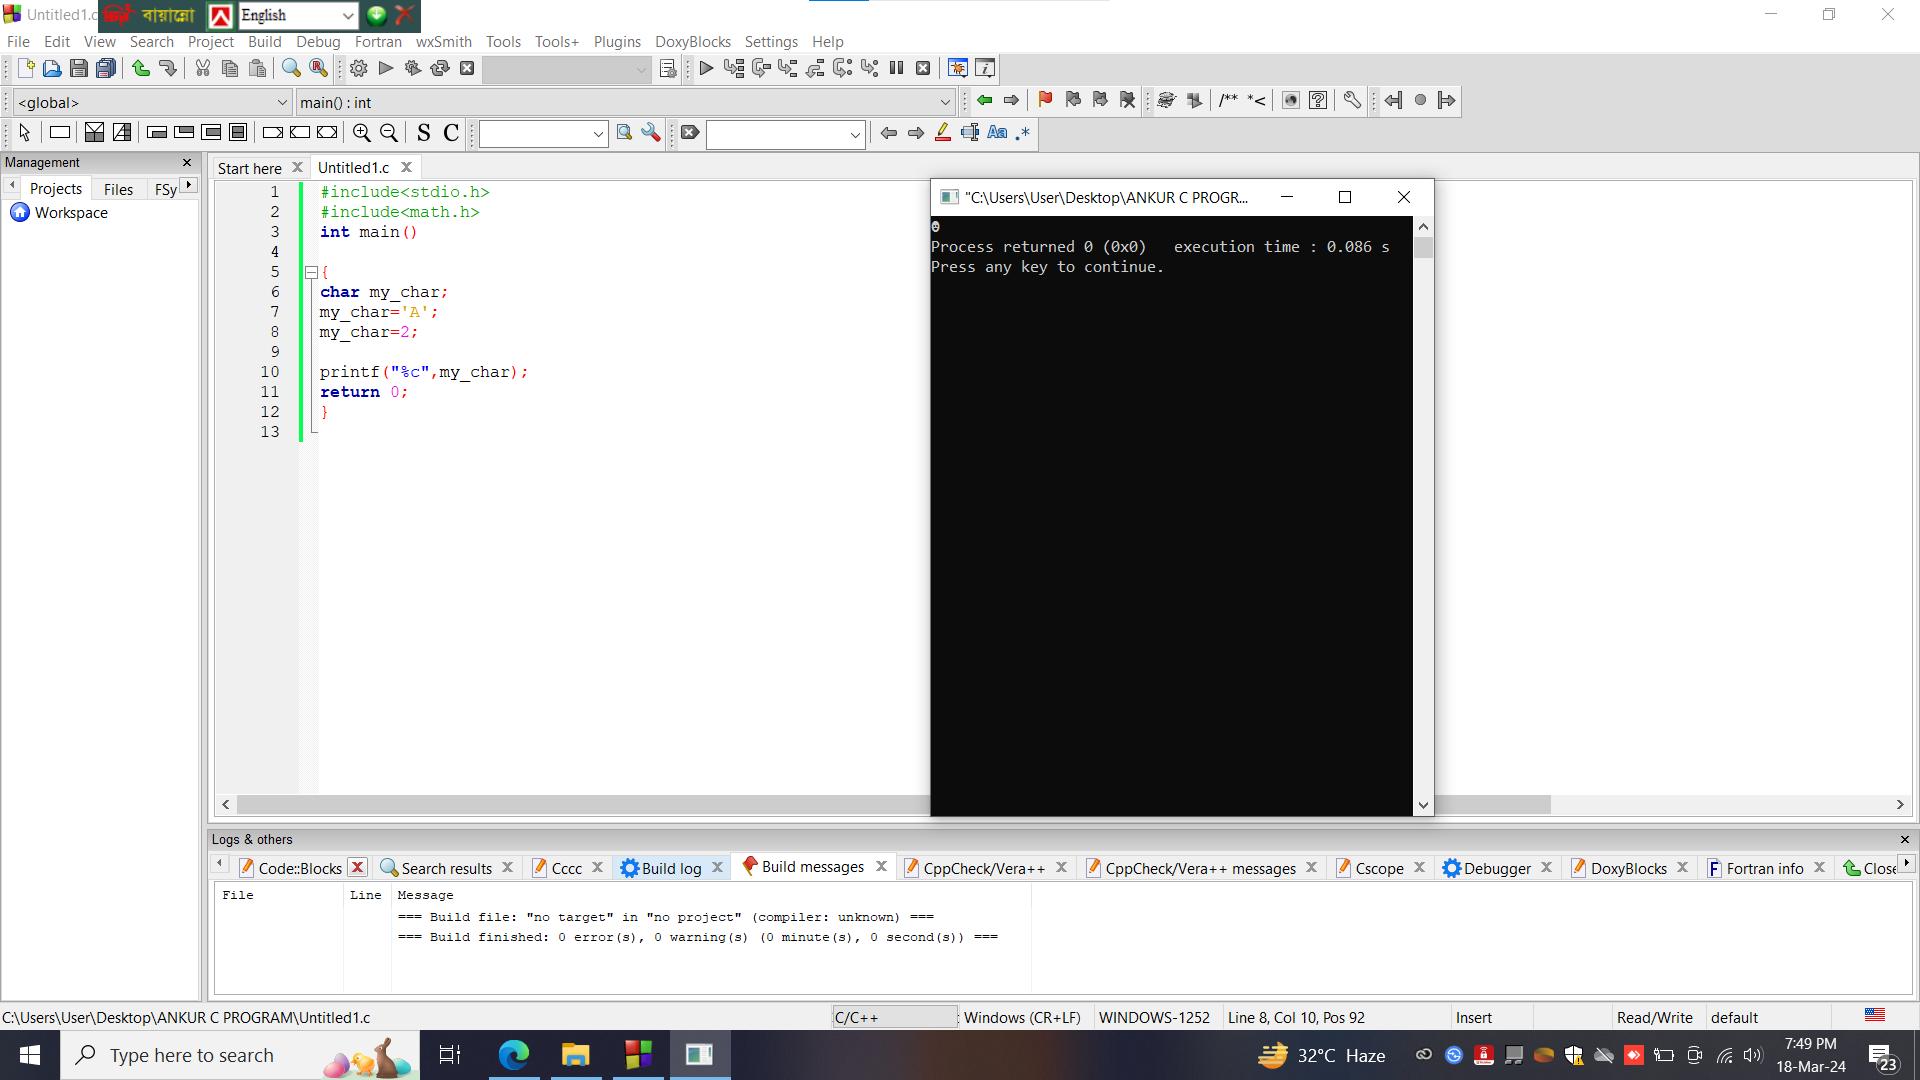 Untitled1.c
বায়ান্নো
English
File Edit View Search Project Build Debug Fortran wxSmith Tools Tools+ Plugins DoxyBlocks Settings Help
<global>
main() : int
/** *<
S C
Aa .*
Management
Projects Files FSy
Workspace
Start here Untitled1.c
1 #include<stdio.h>
2 #include<math.h>
3 int main()
4
5 {
6 char my_char;
7 my_char='A';
8 my_char=2;
9
10 printf("%c",my_char);
11 return 0;
12 }
13
"C:\Users\User\Desktop\ANKUR C PROGR...
☻
Process returned 0 (0x0)   execution time : 0.086 s
Press any key to continue.
Logs & others
Code::Blocks Search results Cccc Build log Build messages CppCheck/Vera++ CppCheck/Vera++ messages Cscope Debugger DoxyBlocks Fortran info Close
File Line Message
=== Build file: "no target" in "no project" (compiler: unknown) ===
=== Build finished: 0 error(s), 0 warning(s) (0 minute(s), 0 second(s)) ===
C:\Users\User\Desktop\ANKUR C PROGRAM\Untitled1.c C/C++ Windows (CR+LF) WINDOWS-1252 Line 8, Col 10, Pos 92 Insert Read/Write default
Type here to search
32°C Haze
7:49 PM
18-Mar-24
23